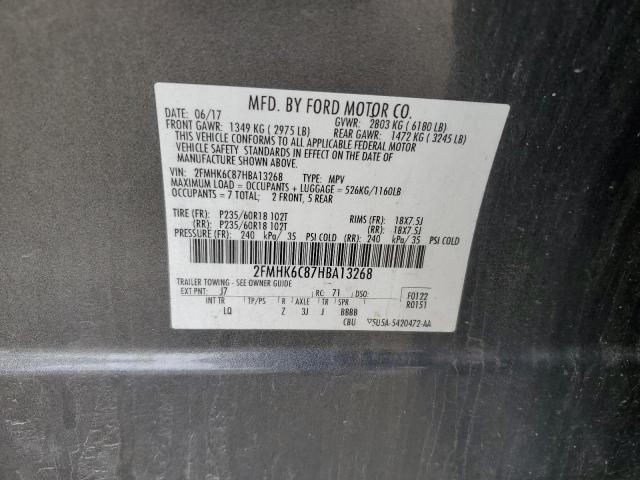 MFD. BY FORD MOTOR CO.
DATE: 06/17 GVWR: 2803 KG ( 6180 LB)
FRONT GAWR: 1349 KG ( 2975 LB) REAR GAWR: 1472 KG ( 3245 LB)
THIS VEHICLE CONFORMS TO ALL APPLICABLE FEDERAL MOTOR
VEHICLE SAFETY STANDARDS IN EFFECT ON THE DATE OF
MANUFACTURE SHOWN ABOVE.
VIN: 2FMHK6C87HBA13268 TYPE: MPV
MAXIMUM LOAD = OCCUPANTS + LUGGAGE = 526KG/1160LB
OCCUPANTS = 7 TOTAL; 2 FRONT, 5 REAR
TIRE (FR): P235/60R18 102T RIMS (FR): 18X7.5J
(RR): P235/60R18 102T (RR): 18X7.5J
PRESSURE (FR): 240 kPa/ 35 PSI COLD (RR): 240 kPa/ 35 PSI COLD
2FMHK6C87HBA13268
TRAILER TOWING - SEE OWNER GUIDE
EXT PNT: J7 RC: 71 DSO: F0122
R0151
INT TR TP/PS R AXLE TR SPR
LQ Z 3J J BBBB
CBU ▽5U5A-5420472-AA